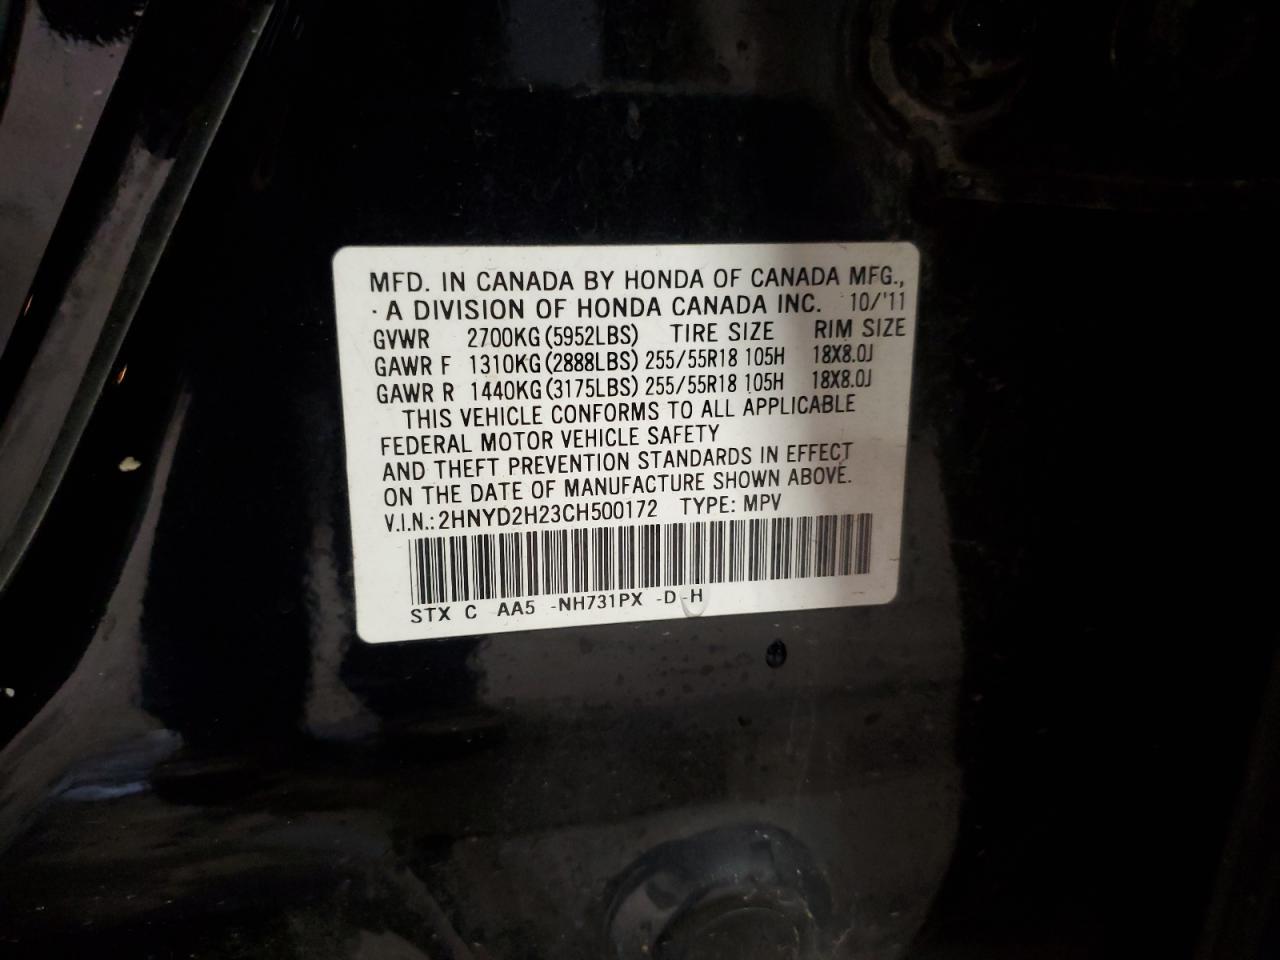 MFD. IN CANADA BY HONDA OF CANADA MFG.,
·A DIVISION OF HONDA CANADA INC. 10/'11
GVWR 2700KG(5952LBS) TIRE SIZE RIM SIZE
GAWR F 1310KG(2888LBS) 255/55R18 105H 18X8.0J
GAWR R 1440KG(3175LBS) 255/55R18 105H 18X8.0J
THIS VEHICLE CONFORMS TO ALL APPLICABLE
FEDERAL MOTOR VEHICLE SAFETY
AND THEFT PREVENTION STANDARDS IN EFFECT
ON THE DATE OF MANUFACTURE SHOWN ABOVE.
V.I.N.:2HNYD2H23CH500172 TYPE: MPV
STX C AA5 -NH731PX -D-H